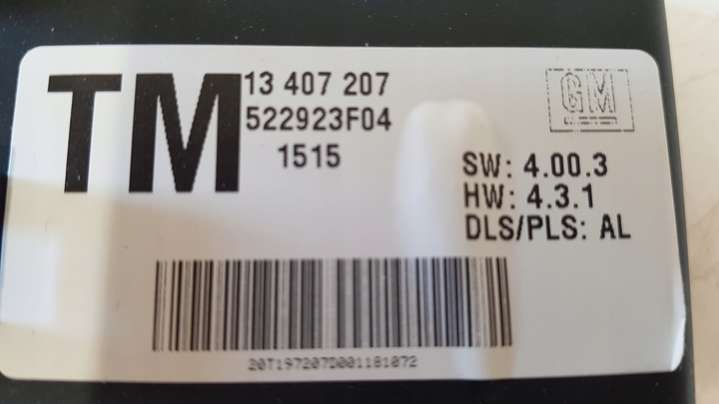 TM
13 407 207
522923F04
1515
GM
SW: 4.00.3
HW: 4.3.1
DLS/PLS: AL
20T197207D001181072